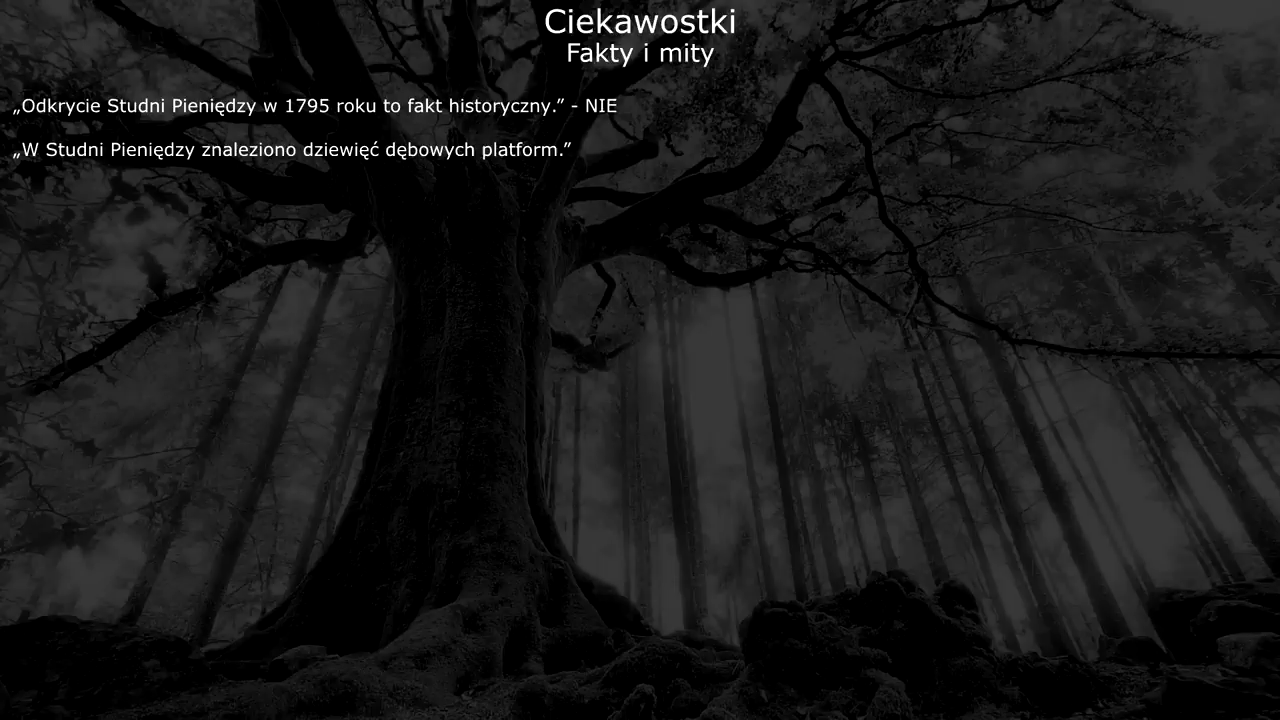 Ciekawostki
Fakty i mity
„Odkrycie Studni Pieniędzy w 1795 roku to fakt historyczny.” - NIE
„W Studni Pieniędzy znaleziono dziewięć dębowych platform.”